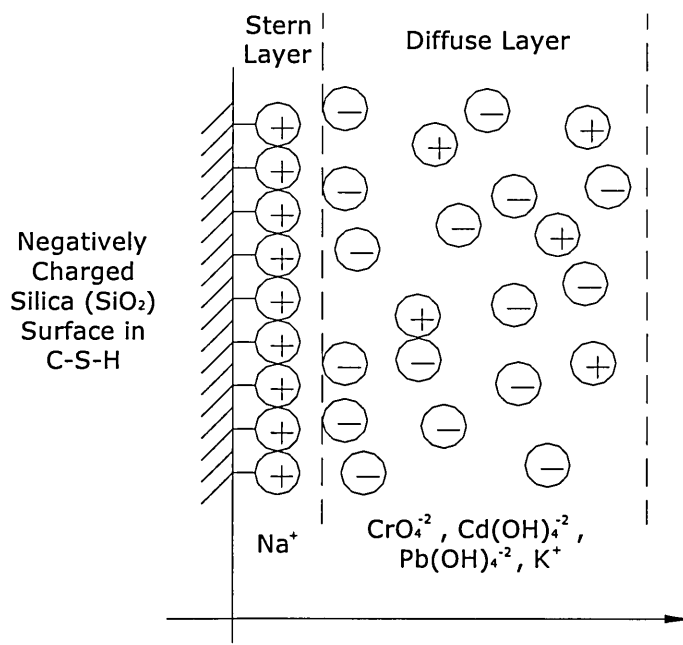 Stern
Layer
Diffuse Layer
Negatively
Charged
Silica (SiO₂)
Surface in
C-S-H
Na⁺
CrO₄⁻² , Cd(OH)₄⁻² ,
Pb(OH)₄⁻² , K⁺